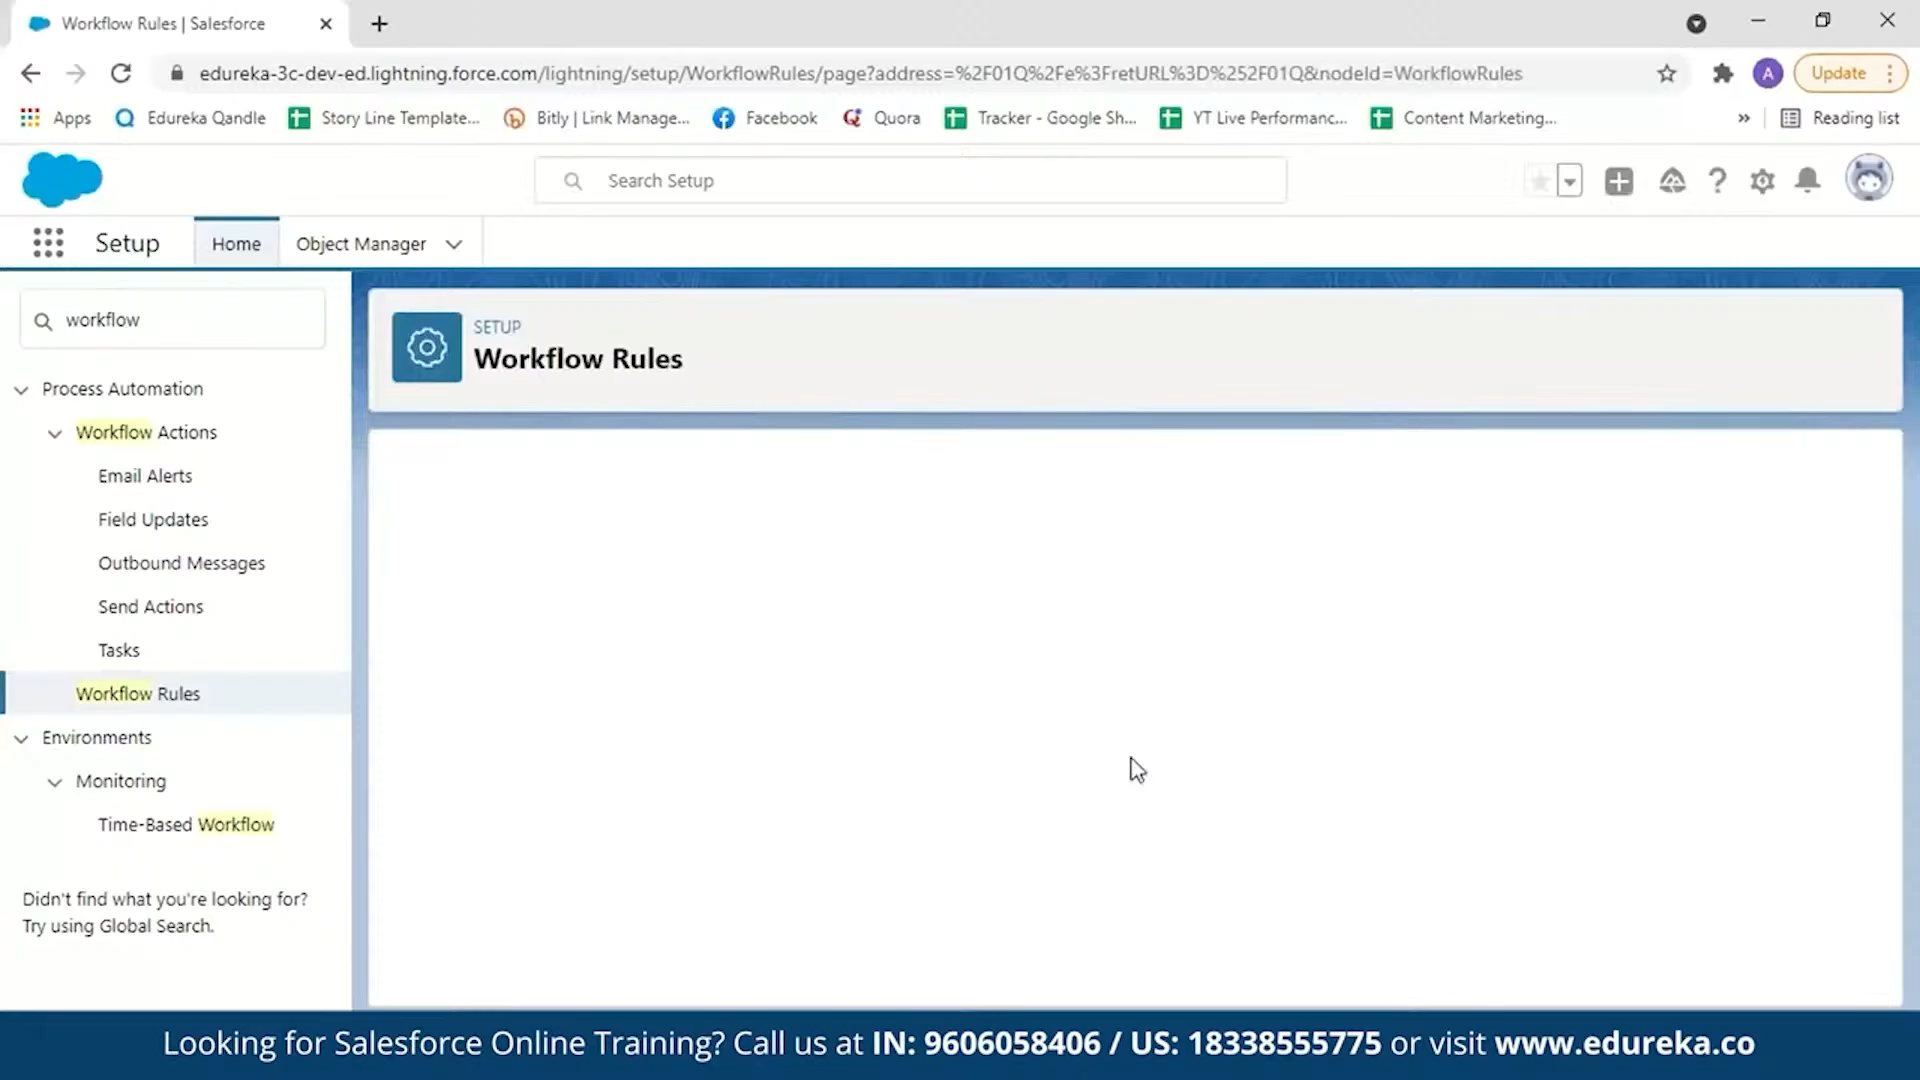 Workflow Rules | Salesforce
edureka-3c-dev-ed.lightning.force.com/lightning/setup/WorkflowRules/page?address=%2F01Q%2Fe%3FretURL%3D%252F01Q&nodeId=WorkflowRules
A
Update
Apps
Edureka Qandle
Story Line Template...
Bitly | Link Manage...
Facebook
Quora
Tracker - Google Sh...
YT Live Performanc...
Content Marketing...
»
Reading list
Search Setup
Setup
Home
Object Manager
workflow
Process Automation
Workflow Actions
Email Alerts
Field Updates
Outbound Messages
Send Actions
Tasks
Workflow Rules
Environments
Monitoring
Time-Based Workflow
Didn't find what you're looking for?
Try using Global Search.
SETUP
Workflow Rules
Looking for Salesforce Online Training? Call us at IN: 9606058406 / US: 18338555775 or visit www.edureka.co